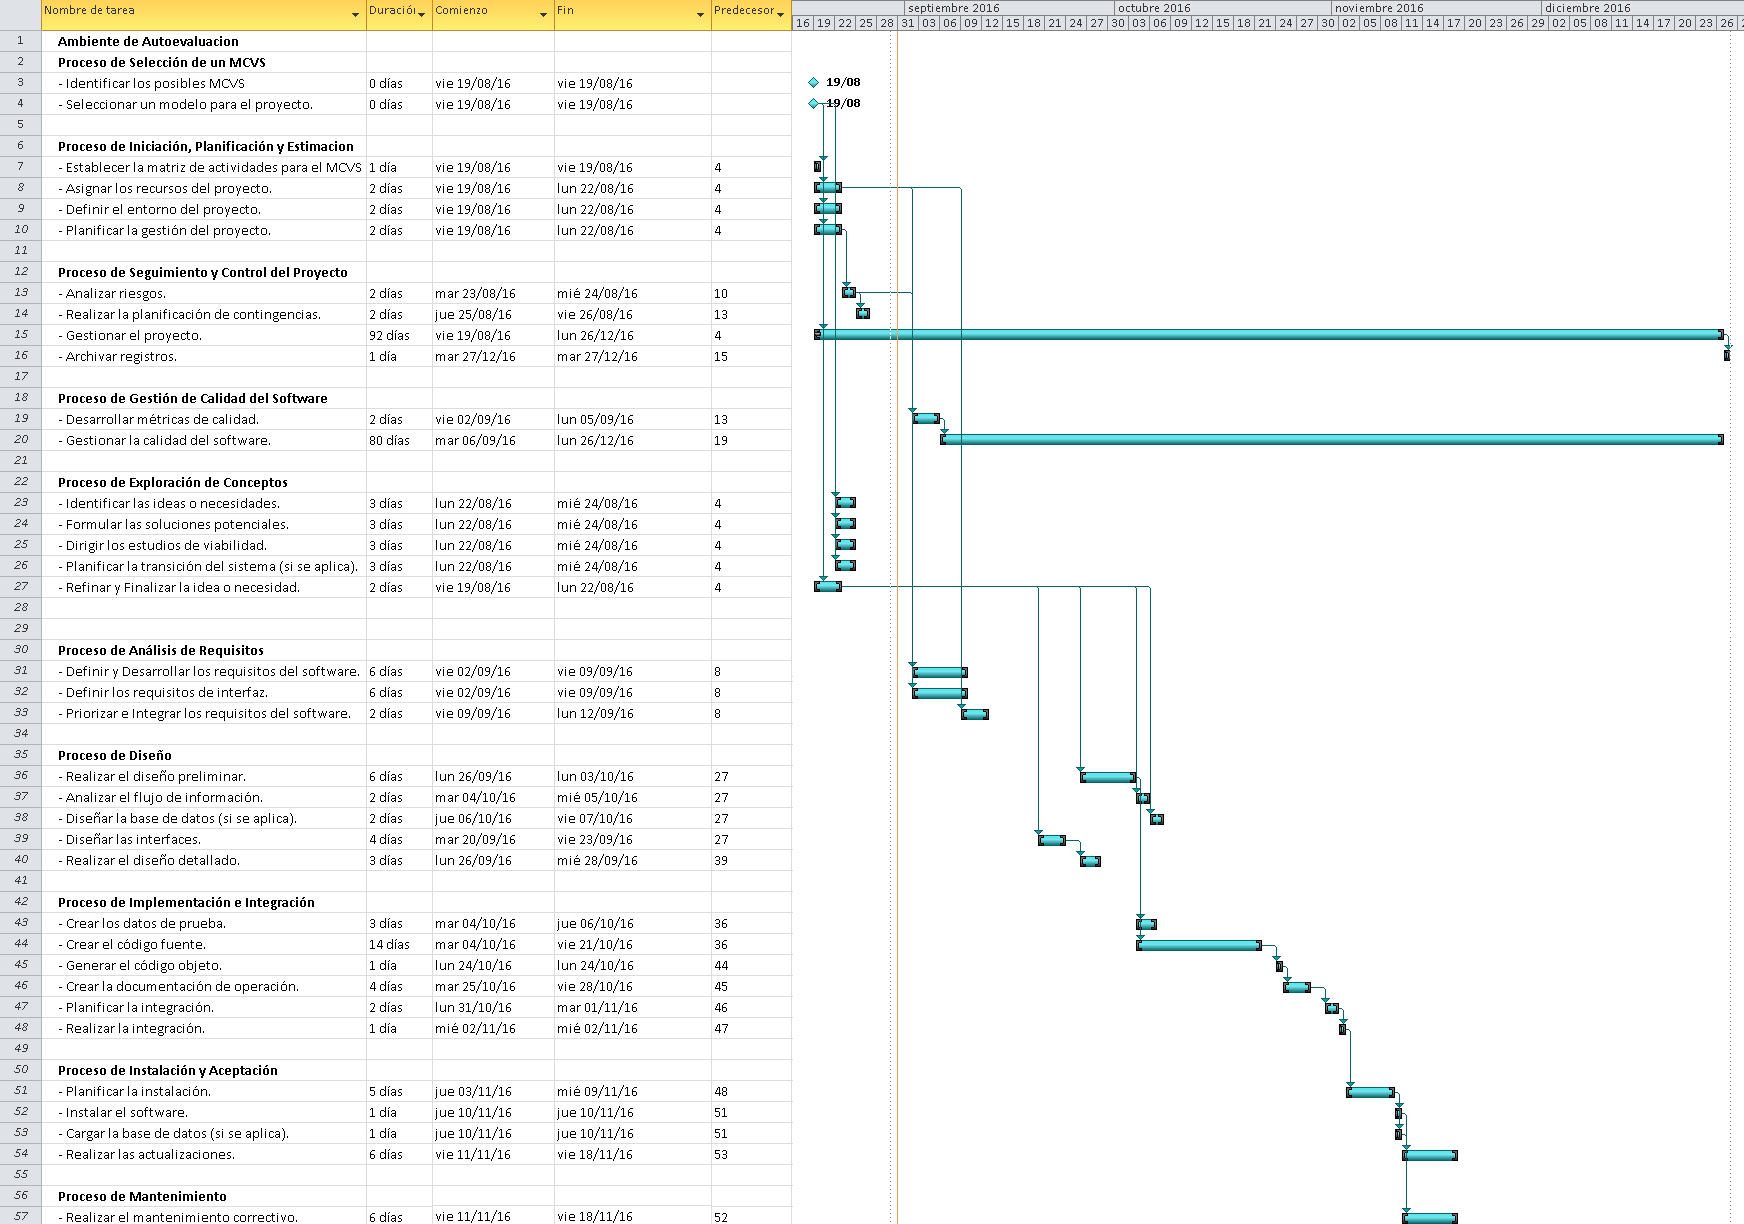 Nombre de tarea Duració Comienzo Fin Predecesor
septiembre 2016 octubre 2016 noviembre 2016 diciembre 2016
16 19 22 25 28 31 03 06 09 12 15 18 21 24 27 30 03 06 09 12 15 18 21 24 27 30 02 05 08 11 14 17 20 23 26 29 02 05 08 11 14 17 20 23 26 2
1 Ambiente de Autoevaluacion
2 Proceso de Selección de un MCVS
3 - Identificar los posibles MCVS 0 días vie 19/08/16 vie 19/08/16 19/08
4 - Seleccionar un modelo para el proyecto. 0 días vie 19/08/16 vie 19/08/16 19/08
5
6 Proceso de Iniciación, Planificación y Estimacion
7 - Establecer la matriz de actividades para el MCVS 1 día vie 19/08/16 vie 19/08/16 4
8 - Asignar los recursos del proyecto. 2 días vie 19/08/16 lun 22/08/16 4
9 - Definir el entorno del proyecto. 2 días vie 19/08/16 lun 22/08/16 4
10 - Planificar la gestión del proyecto. 2 días vie 19/08/16 lun 22/08/16 4
11
12 Proceso de Seguimiento y Control del Proyecto
13 - Analizar riesgos. 2 días mar 23/08/16 mié 24/08/16 10
14 - Realizar la planificación de contingencias. 2 días jue 25/08/16 vie 26/08/16 13
15 - Gestionar el proyecto. 92 días vie 19/08/16 lun 26/12/16 4
16 - Archivar registros. 1 día mar 27/12/16 mar 27/12/16 15
17
18 Proceso de Gestión de Calidad del Software
19 - Desarrollar métricas de calidad. 2 días vie 02/09/16 lun 05/09/16 13
20 - Gestionar la calidad del software. 80 días mar 06/09/16 lun 26/12/16 19
21
22 Proceso de Exploración de Conceptos
23 - Identificar las ideas o necesidades. 3 días lun 22/08/16 mié 24/08/16 4
24 - Formular las soluciones potenciales. 3 días lun 22/08/16 mié 24/08/16 4
25 - Dirigir los estudios de viabilidad. 3 días lun 22/08/16 mié 24/08/16 4
26 - Planificar la transición del sistema (si se aplica). 3 días lun 22/08/16 mié 24/08/16 4
27 - Refinar y Finalizar la idea o necesidad. 2 días vie 19/08/16 lun 22/08/16 4
28
29
30 Proceso de Análisis de Requisitos
31 - Definir y Desarrollar los requisitos del software. 6 días vie 02/09/16 vie 09/09/16 8
32 - Definir los requisitos de interfaz. 6 días vie 02/09/16 vie 09/09/16 8
33 - Priorizar e Integrar los requisitos del software. 2 días vie 09/09/16 lun 12/09/16 8
34
35 Proceso de Diseño
36 - Realizar el diseño preliminar. 6 días lun 26/09/16 lun 03/10/16 27
37 - Analizar el flujo de información. 2 días mar 04/10/16 mié 05/10/16 27
38 - Diseñar la base de datos (si se aplica). 2 días jue 06/10/16 vie 07/10/16 27
39 - Diseñar las interfaces. 4 días mar 20/09/16 vie 23/09/16 27
40 - Realizar el diseño detallado. 3 días lun 26/09/16 mié 28/09/16 39
41
42 Proceso de Implementación e Integración
43 - Crear los datos de prueba. 3 días mar 04/10/16 jue 06/10/16 36
44 - Crear el código fuente. 14 días mar 04/10/16 vie 21/10/16 36
45 - Generar el código objeto. 1 día lun 24/10/16 lun 24/10/16 44
46 - Crear la documentación de operación. 4 días mar 25/10/16 vie 28/10/16 45
47 - Planificar la integración. 2 días lun 31/10/16 mar 01/11/16 46
48 - Realizar la integración. 1 día mié 02/11/16 mié 02/11/16 47
49
50 Proceso de Instalación y Aceptación
51 - Planificar la instalación. 5 días jue 03/11/16 mié 09/11/16 48
52 - Instalar el software. 1 día jue 10/11/16 jue 10/11/16 51
53 - Cargar la base de datos (si se aplica). 1 día jue 10/11/16 jue 10/11/16 51
54 - Realizar las actualizaciones. 6 días vie 11/11/16 vie 18/11/16 53
55
56 Proceso de Mantenimiento
57 - Realizar el mantenimiento correctivo. 6 días vie 11/11/16 vie 18/11/16 52